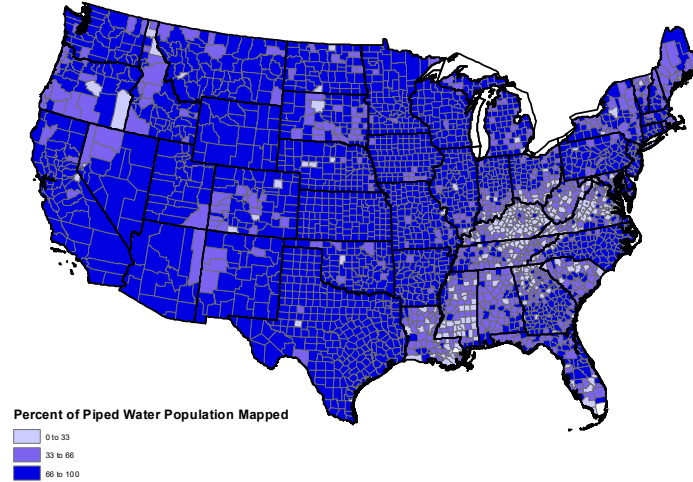 Percent of Piped Water Population Mapped
0 to 33
33 to 66
66 to 100